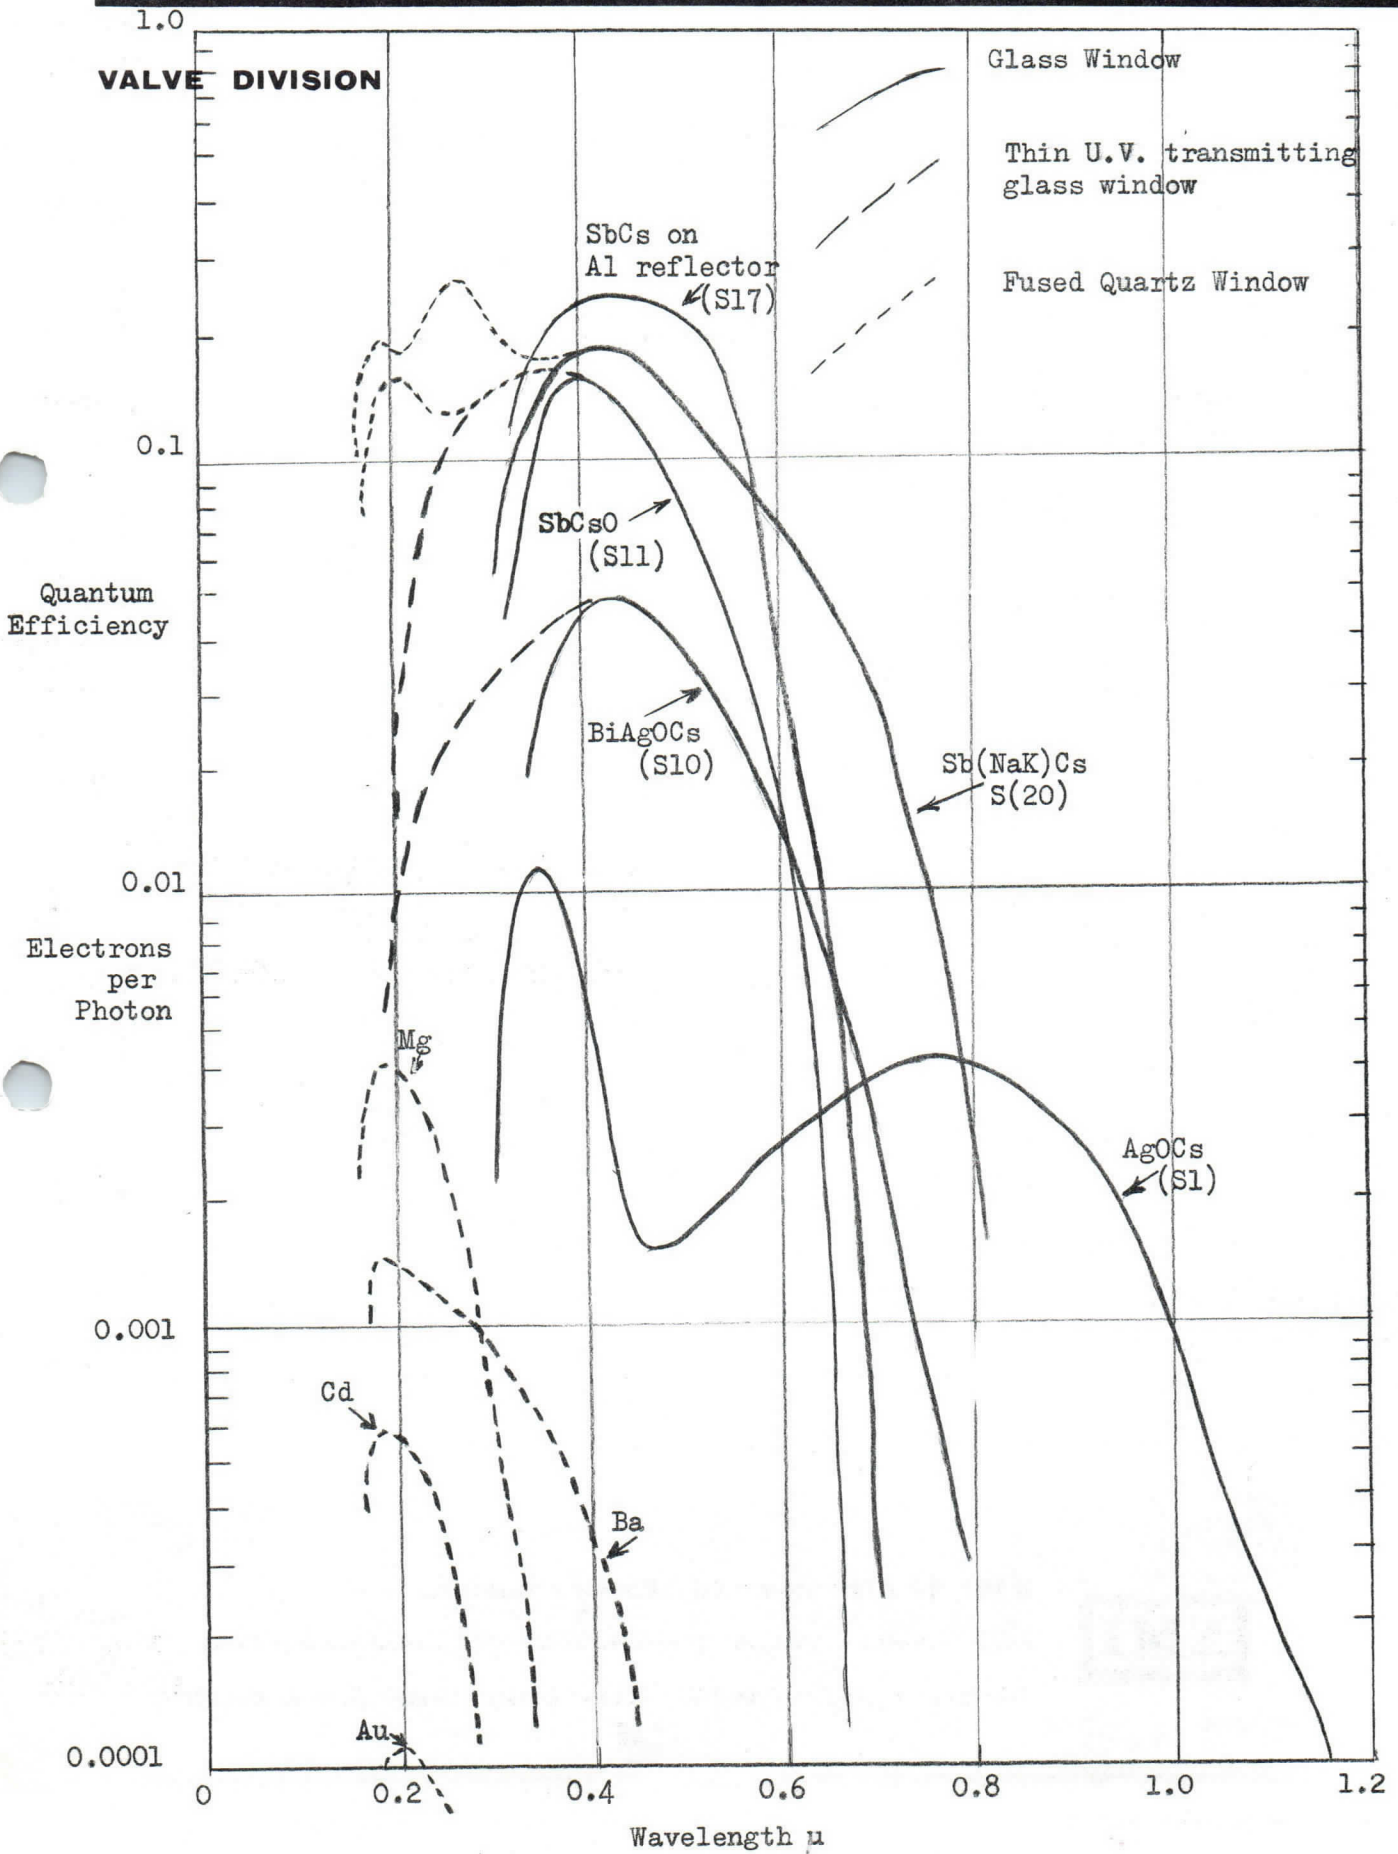 1.0
VALVE DIVISION
Glass Window
Thin U.V. transmitting
glass window
Fused Quartz Window
SbCs on
Al reflector
(S17)
0.1
SbCsO
(S11)
Quantum
Efficiency
BiAgOCs
(S10)
Sb(NaK)Cs
S(20)
0.01
Electrons
per
Photon
Mg
AgOCs
(S1)
0.001
Cd
Ba
Au
0.0001
0 0.2 0.4 0.6 0.8 1.0 1.2
Wavelength μ